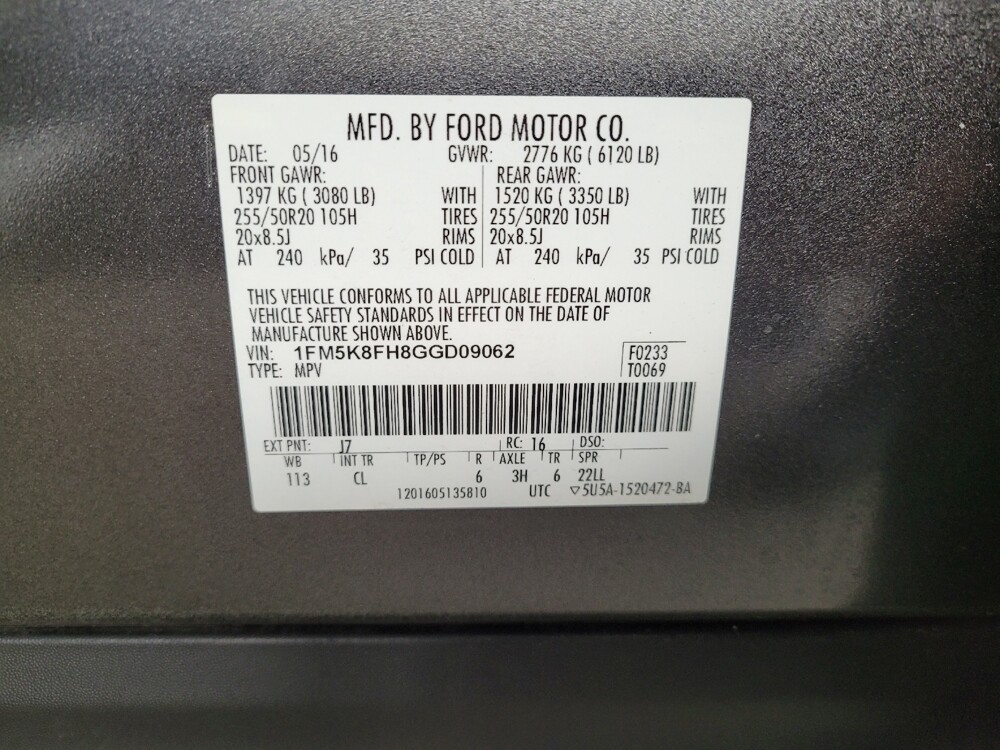 MFD. BY FORD MOTOR CO.
DATE: 05/16 GVWR: 2776 KG ( 6120 LB)
FRONT GAWR: REAR GAWR:
1397 KG ( 3080 LB) WITH 1520 KG ( 3350 LB) WITH
255/50R20 105H TIRES 255/50R20 105H TIRES
20x8.5J RIMS 20x8.5J RIMS
AT 240 kPa/ 35 PSI COLD AT 240 kPa/ 35 PSI COLD
THIS VEHICLE CONFORMS TO ALL APPLICABLE FEDERAL MOTOR
VEHICLE SAFETY STANDARDS IN EFFECT ON THE DATE OF
MANUFACTURE SHOWN ABOVE.
VIN: 1FM5K8FH8GGD09062 F0233
TYPE: MPV T0069
EXT PNT: J7 RC: 16 DSO:
WB INT TR TP/PS R AXLE TR SPR
113 CL 6 3H 6 22LL
1201605135810 UTC ▽5U5A-1520472-BA